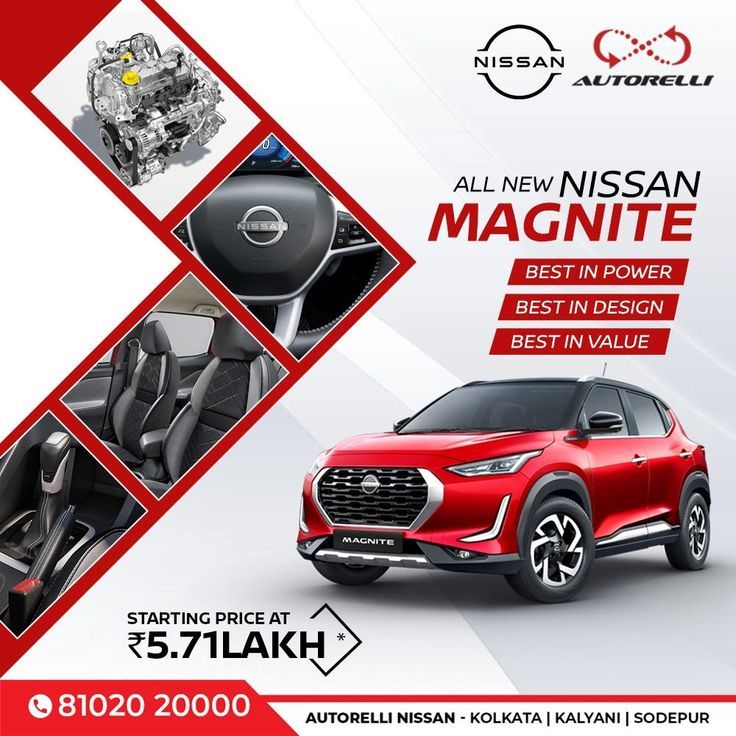 NISSAN
AUTORELLI
NISSAN
ALL NEW NISSAN
MAGNITE
BEST IN POWER
BEST IN DESIGN
BEST IN VALUE
MAGNITE
STARTING PRICE AT
₹5.71LAKH*
81020 20000
AUTORELLI NISSAN - KOLKATA | KALYANI | SODEPUR